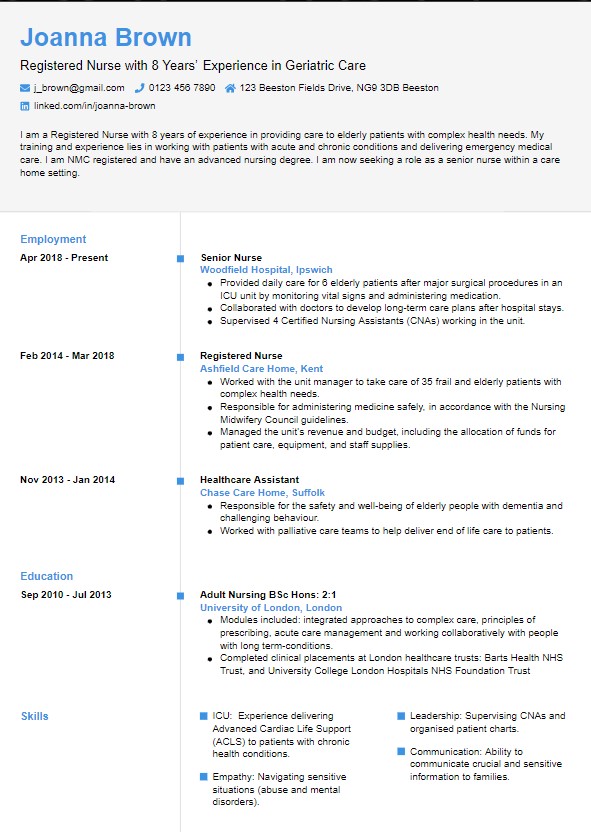 Joanna Brown
Registered Nurse with 8 Years' Experience in Geriatric Care
j_brown@gmail.com 0123 456 7890 123 Beeston Fields Drive, NG9 3DB Beeston
linked.com/in/joanna-brown
I am a Registered Nurse with 8 years of experience in providing care to elderly patients with complex health needs. My
training and experience lies in working with patients with acute and chronic conditions and delivering emergency medical
care. I am NMC registered and have an advanced nursing degree. I am now seeking a role as a senior nurse within a care
home setting.
Employment
Apr 2018 - Present
Senior Nurse
Woodfield Hospital, Ipswich
• Provided daily care for 6 elderly patients after major surgical procedures in an
ICU unit by monitoring vital signs and administering medication.
• Collaborated with doctors to develop long-term care plans after hospital stays.
• Supervised 4 Certified Nursing Assistants (CNAs) working in the unit.
Feb 2014 - Mar 2018
Registered Nurse
Ashfield Care Home, Kent
• Worked with the unit manager to take care of 35 frail and elderly patients with
complex health needs.
• Responsible for administering medicine safely, in accordance with the Nursing
Midwifery Council guidelines.
• Managed the unit's revenue and budget, including the allocation of funds for
patient care, equipment, and staff supplies.
Nov 2013 - Jan 2014
Healthcare Assistant
Chase Care Home, Suffolk
• Responsible for the safety and well-being of elderly people with dementia and
challenging behaviour.
• Worked with palliative care teams to help deliver end of life care to patients.
Education
Sep 2010 - Jul 2013
Adult Nursing BSc Hons: 2:1
University of London, London
• Modules included: integrated approaches to complex care, principles of
prescribing, acute care management and working collaboratively with people
with long term-conditions.
• Completed clinical placements at London healthcare trusts: Barts Health NHS
Trust, and University College London Hospitals NHS Foundation Trust
Skills
ICU: Experience delivering
Advanced Cardiac Life Support
(ACLS) to patients with chronic
health conditions.
Empathy: Navigating sensitive
situations (abuse and mental
disorders).
Leadership: Supervising CNAs and
organised patient charts.
Communication: Ability to
communicate crucial and sensitive
information to families.